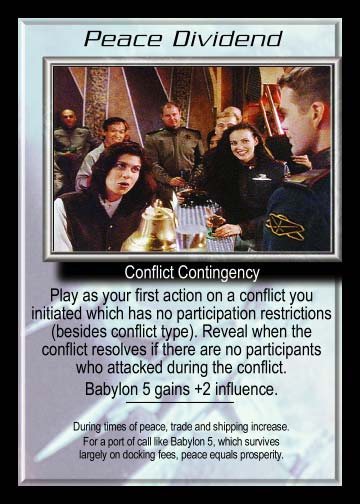 Peace Dividend
Conflict Contingency
Play as your first action on a conflict you
initiated which has no participation restrictions
(besides conflict type). Reveal when the
conflict resolves if there are no participants
who attacked during the conflict.
Babylon 5 gains +2 influence.
During times of peace, trade and shipping increase.
For a port of call like Babylon 5, which survives
largely on docking fees, peace equals prosperity.